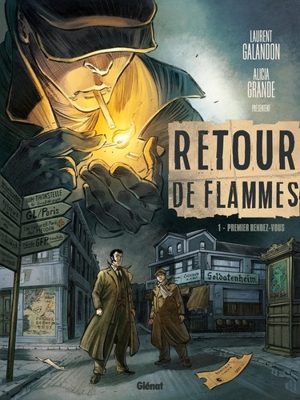 LAURENT
GALANDON
ALICIA
GRANDE
PRÉSENTENT
RETOUR
DE FLAMMES
1 - PREMIER RENDEZ-VOUS
GL/Paris
Soldatenheim
Glénat